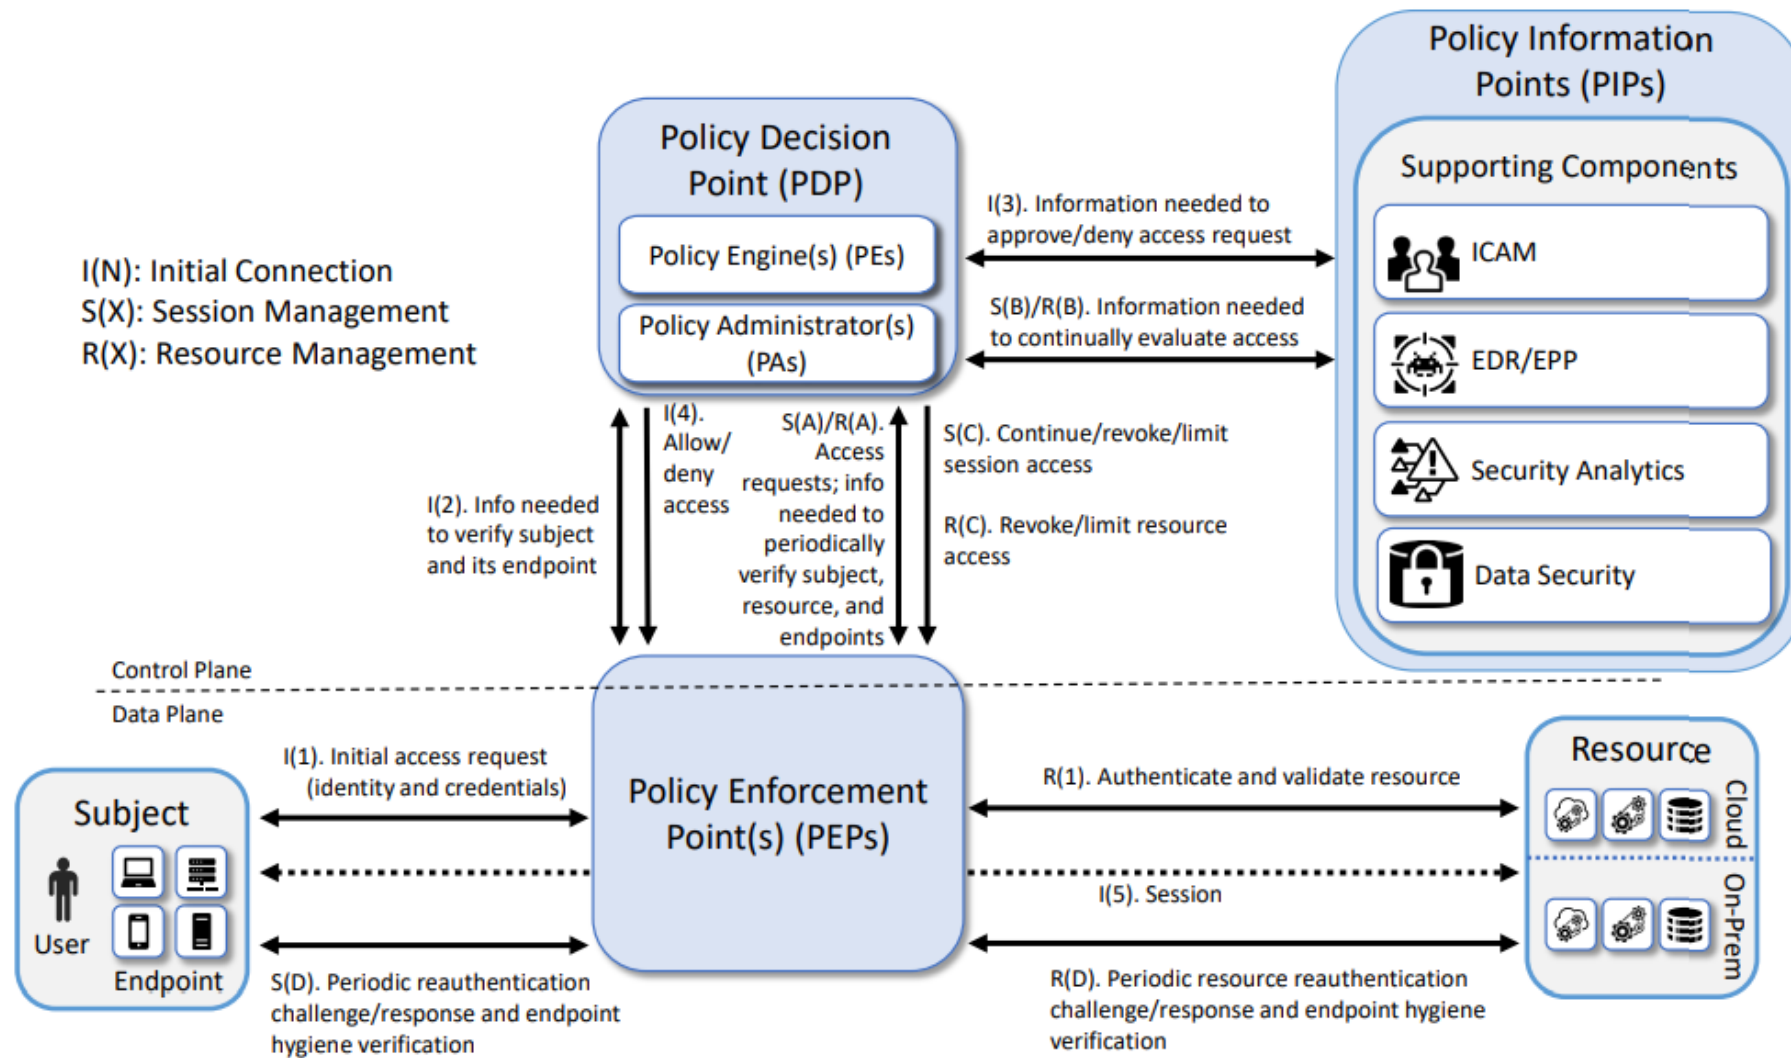 Policy Information
Points (PIPs)
Policy Decision
Point (PDP)
Supporting Components
I(3). Information needed to
approve/deny access request
Policy Engine(s) (PEs)
ICAM
I(N): Initial Connection
S(X): Session Management
R(X): Resource Management
S(B)/R(B). Information needed
to continually evaluate access
Policy Administrator(s)
(PAs)
EDR/EPP
I(4).
Allow/
deny
access
S(A)/R(A).
Access
requests; info
needed to
periodically
verify subject,
resource, and
endpoints
S(C). Continue/revoke/limit
session access
Security Analytics
I(2). Info needed
to verify subject
and its endpoint
R(C). Revoke/limit resource
access
Data Security
Control Plane
Data Plane
I(1). Initial access request
(identity and credentials)
Policy Enforcement
Point(s) (PEPs)
R(1). Authenticate and validate resource
Resource
Cloud
On-Prem
Subject
User
Endpoint
I(5). Session
S(D). Periodic reauthentication
challenge/response and endpoint
hygiene verification
R(D). Periodic resource reauthentication
challenge/response and endpoint hygiene
verification